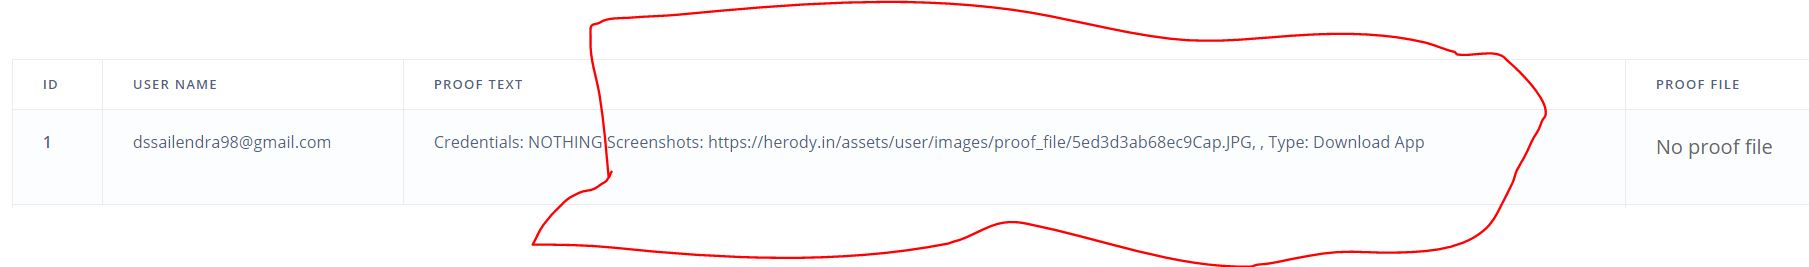 ID USER NAME PROOF TEXT PROOF FILE
1 dssailendra98@gmail.com Credentials: NOTHING Screenshots: https://herody.in/assets/user/images/proof_file/5ed3d3ab68ec9Cap.JPG, , Type: Download App No proof file